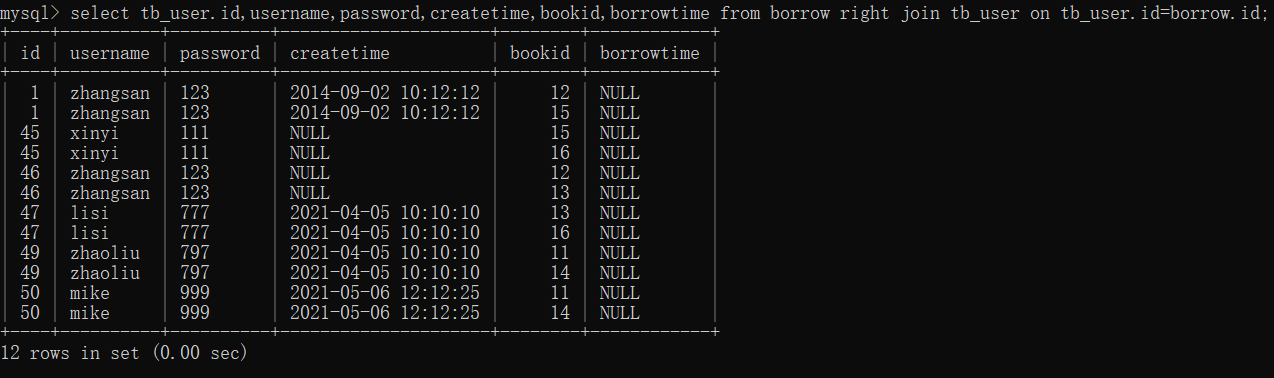 mysql> select tb_user.id,username,password,createtime,bookid,borrowtime from borrow right join tb_user on tb_user.id=borrow.id;
+----+----------+----------+---------------------+--------+------------+
| id | username | password | createtime          | bookid | borrowtime |
+----+----------+----------+---------------------+--------+------------+
|  1 | zhangsan | 123      | 2014-09-02 10:12:12 |     12 | NULL       |
|  1 | zhangsan | 123      | 2014-09-02 10:12:12 |     15 | NULL       |
| 45 | xinyi    | 111      | NULL                |     15 | NULL       |
| 45 | xinyi    | 111      | NULL                |     16 | NULL       |
| 46 | zhangsan | 123      | NULL                |     12 | NULL       |
| 46 | zhangsan | 123      | NULL                |     13 | NULL       |
| 47 | lisi     | 777      | 2021-04-05 10:10:10 |     13 | NULL       |
| 47 | lisi     | 777      | 2021-04-05 10:10:10 |     16 | NULL       |
| 49 | zhaoliu  | 797      | 2021-04-05 10:10:10 |     11 | NULL       |
| 49 | zhaoliu  | 797      | 2021-04-05 10:10:10 |     14 | NULL       |
| 50 | mike     | 999      | 2021-05-06 12:12:25 |     11 | NULL       |
| 50 | mike     | 999      | 2021-05-06 12:12:25 |     14 | NULL       |
+----+----------+----------+---------------------+--------+------------+
12 rows in set (0.00 sec)